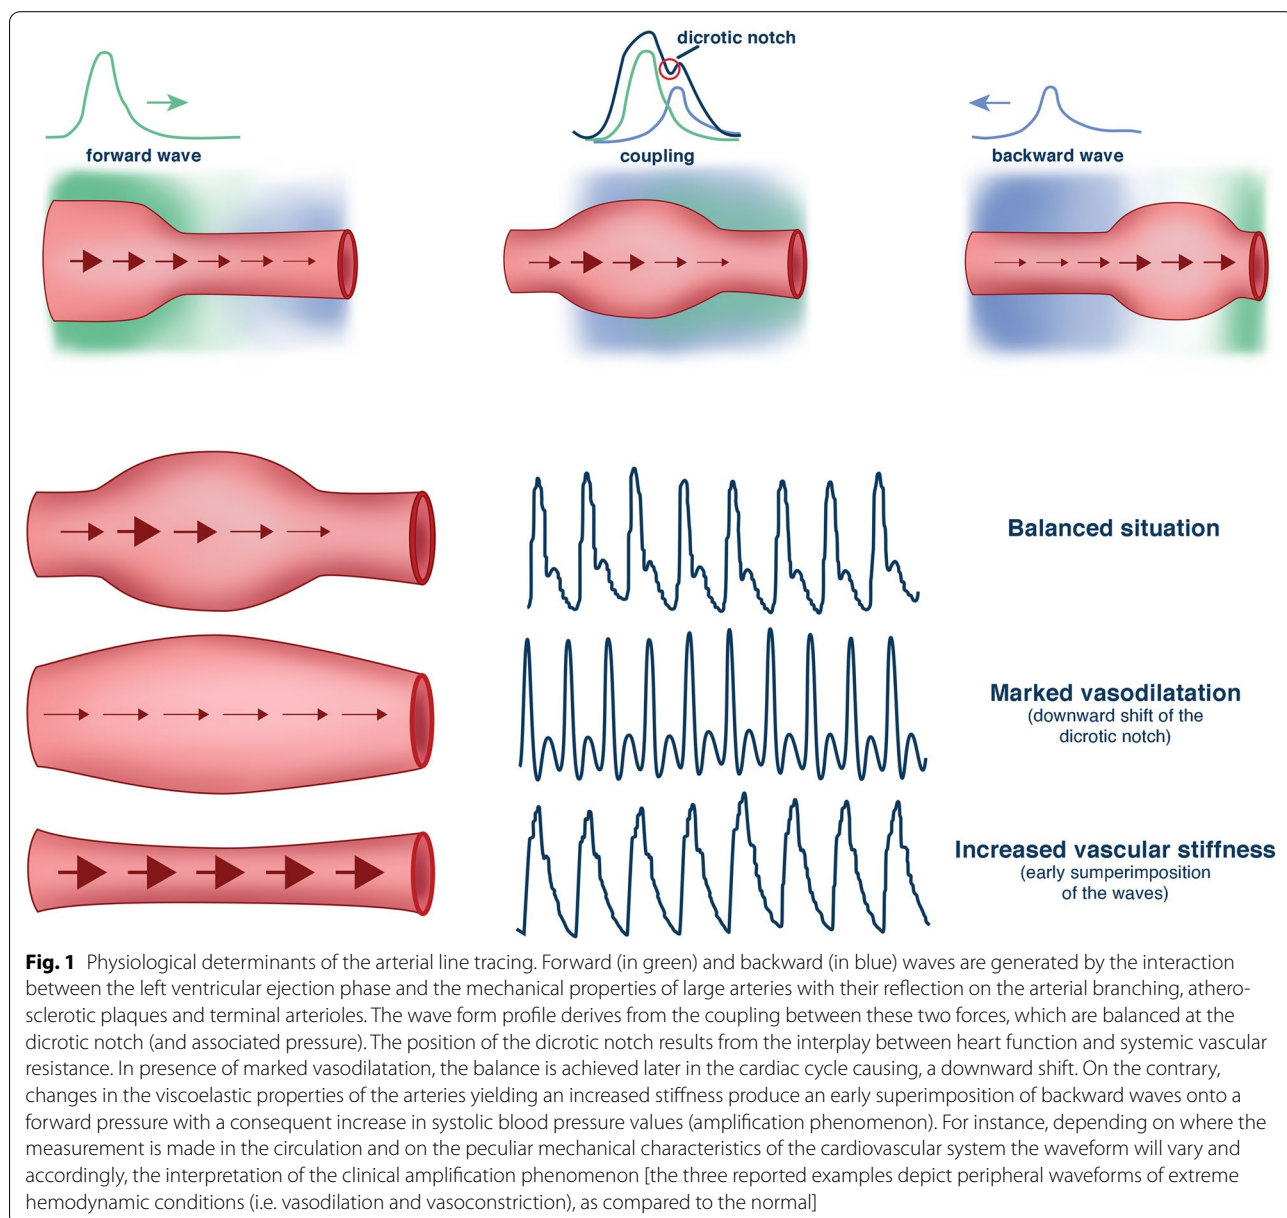 dicrotic notch
forward wave
coupling
backward wave
Balanced situation
Marked vasodilatation
(downward shift of the
dicrotic notch)
Increased vascular stiffness
(early sumperimposition
of the waves)
Fig. 1 Physiological determinants of the arterial line tracing. Forward (in green) and backward (in blue) waves are generated by the interaction
between the left ventricular ejection phase and the mechanical properties of large arteries with their reflection on the arterial branching, athero-
sclerotic plaques and terminal arterioles. The wave form profile derives from the coupling between these two forces, which are balanced at the
dicrotic notch (and associated pressure). The position of the dicrotic notch results from the interplay between heart function and systemic vascular
resistance. In presence of marked vasodilatation, the balance is achieved later in the cardiac cycle causing, a downward shift. On the contrary,
changes in the viscoelastic properties of the arteries yielding an increased stiffness produce an early superimposition of backward waves onto a
forward pressure with a consequent increase in systolic blood pressure values (amplification phenomenon). For instance, depending on where the
measurement is made in the circulation and on the peculiar mechanical characteristics of the cardiovascular system the waveform will vary and
accordingly, the interpretation of the clinical amplification phenomenon [the three reported examples depict peripheral waveforms of extreme
hemodynamic conditions (i.e. vasodilation and vasoconstriction), as compared to the normal]